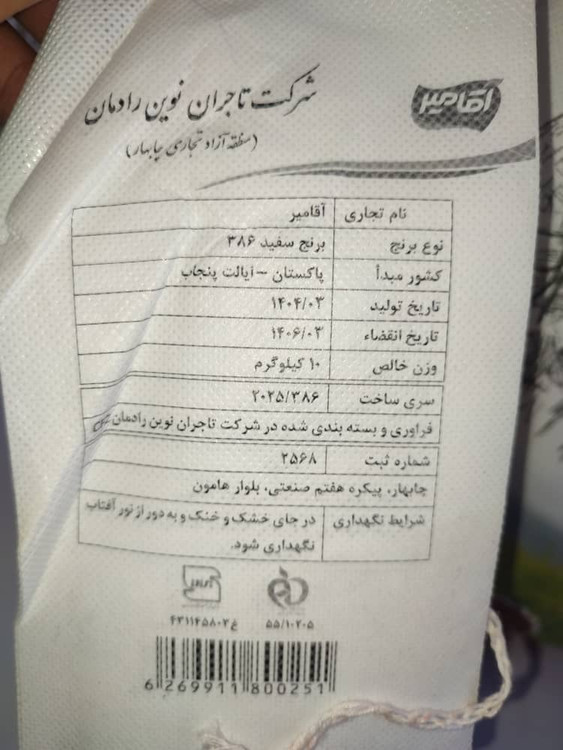 آقامیر
شرکت تاجران نوین رادمان
(منطقه آزاد تجاری چابهار)
نام تجاری آقامیر
نوع برنج برنج سفید ۳۸۶
کشور مبدأ پاکستان – ایالت پنجاب
تاریخ تولید ۱۴۰۴/۰۳
تاریخ انقضاء ۱۴۰۶/۰۳
وزن خالص ۱۰ کیلوگرم
سری ساخت ۲۰۲۵/۳۸۶
فرآوری و بسته بندی شده در شرکت تاجران نوین رادمان
شماره ثبت ۲۵۶۸
چابهار، پیکره هفتم صنعتی، بلوار هامون
شرایط نگهداری در جای خشک و خنک و به دور از نور آفتاب
نگهداری شود.
۵۵/۱۰۲۰۵
6 269911 800251